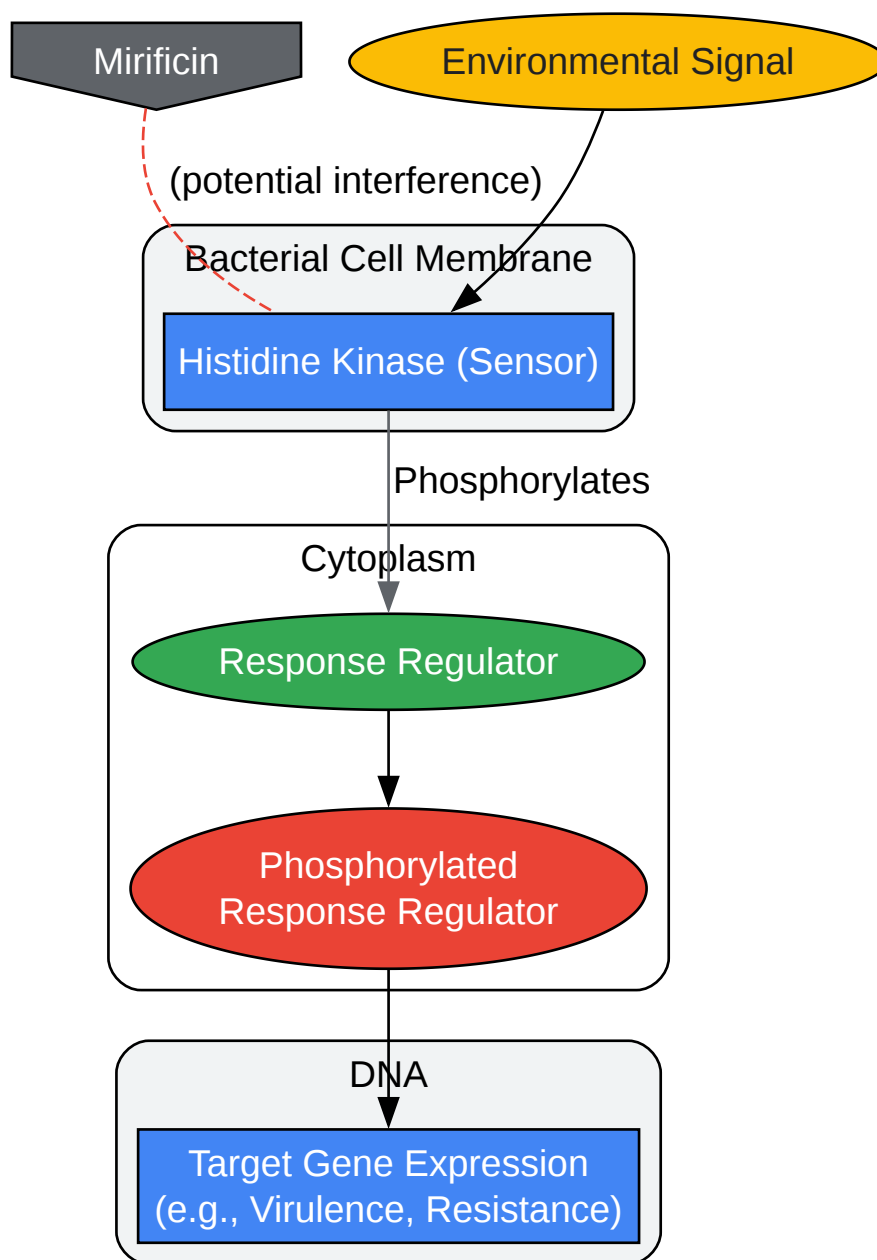 Mirificin
Environmental Signal
(potential interference)
Bacterial Cell Membrane
Histidine Kinase (Sensor)
Phosphorylates
Cytoplasm
Response Regulator
Phosphorylated
Response Regulator
DNA
Target Gene Expression
(e.g., Virulence, Resistance)